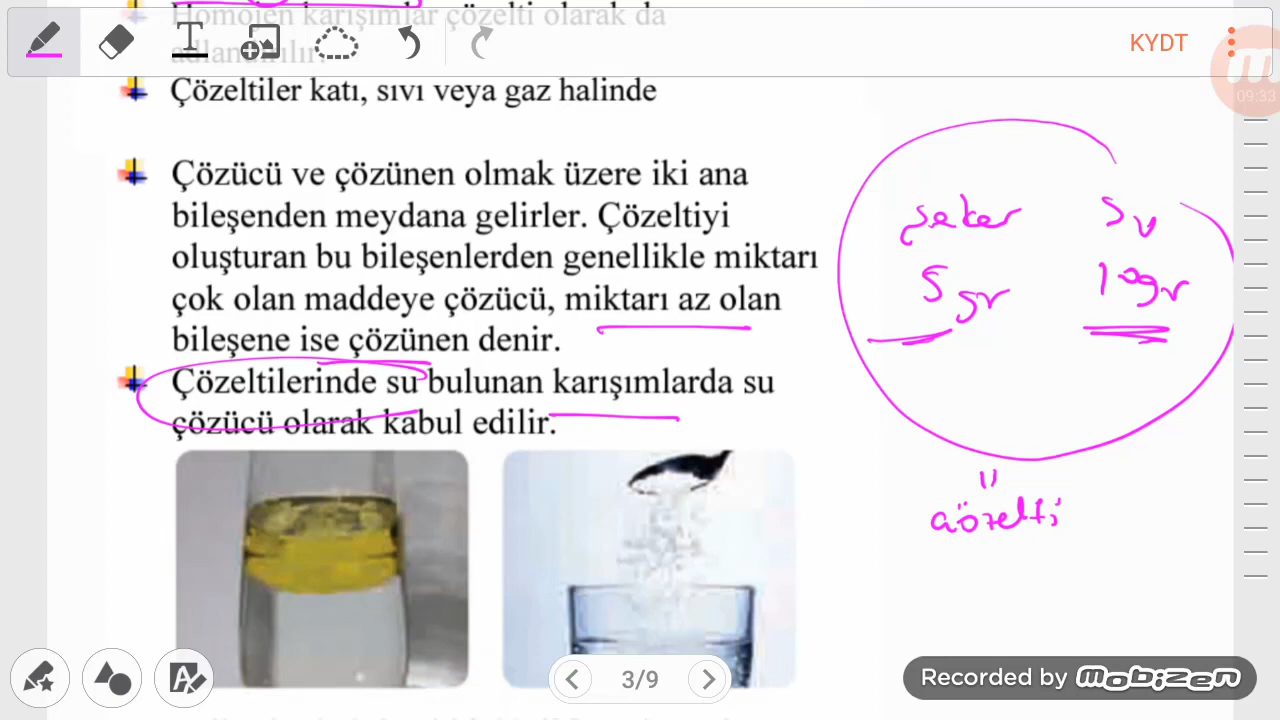 Homojen karışımlar çözelti olarak da
adlandırılır.
KYDT
09:33
Çözeltiler katı, sıvı veya gaz halinde
Çözücü ve çözünen olmak üzere iki ana
bileşenden meydana gelirler. Çözeltiyi
oluşturan bu bileşenlerden genellikle miktarı
çok olan maddeye çözücü, miktarı az olan
bileşene ise çözünen denir.
Çözeltilerinde su bulunan karışımlarda su
çözücü olarak kabul edilir.
şeker su
5 gr 10gr
çözelti
3/9
Recorded by mobizen